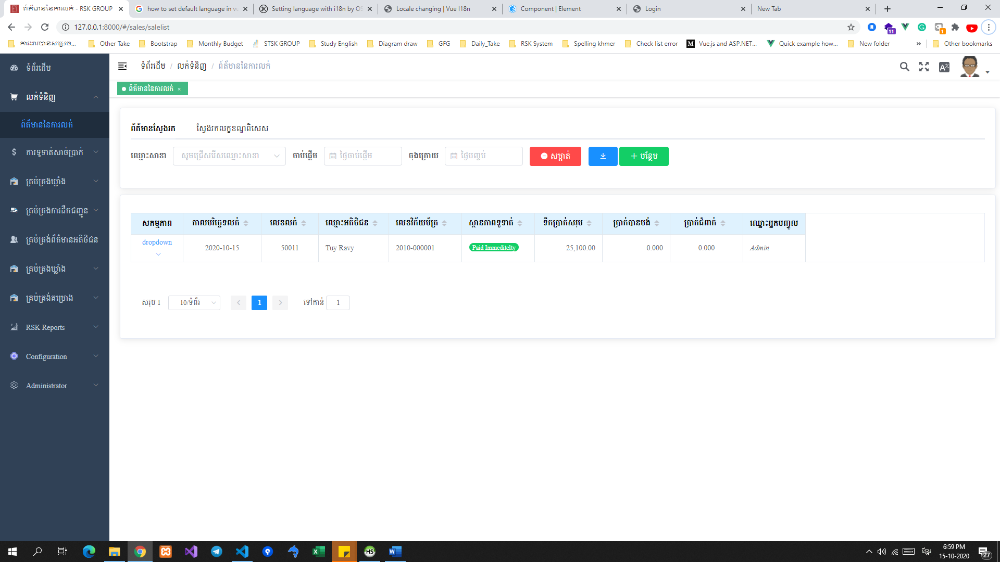 ព័ត៌មាននៃការលក់ - RSK GROUP
how to set default language in vu
Setting language with i18n by OS
Locale changing | Vue I18n
Component | Element
Login
New Tab
127.0.0.1:8000/#/sales/salelist
11
1
ការងារបានសម្រេច...
Other Take
Bootstrap
Monthly Budget
STSK GROUP
Study English
Diagram draw
GFG
Daily_Take
RSK System
Spelling khmer
Check list error
Vue.js and ASP.NET...
Quick example how...
New folder
»
Other bookmarks
ទំព័រដើម
លក់ទំនិញ
ព័ត៌មាននៃការលក់
ការទូទាត់សាច់ប្រាក់
គ្រប់គ្រងឃ្លាំង
គ្រប់គ្រងការដឹកជញ្ជូន
គ្រប់គ្រង់ព័ត៌មានអតិថិជន
គ្រប់គ្រងឃ្លាំង
គ្រប់គ្រង់គម្រោង
RSK Reports
Configuration
Administrator
ទំព័រដើម / លក់ទំនិញ / ព័ត៌មាននៃការលក់
ព័ត៌មាននៃការលក់ ×
ព័ត៌មានស្វែងរក ស្វែងរកលក្ខខណ្ឌពិសេស
ឈ្មោះសាខា សូមជ្រើសរើសឈ្មោះសាខា ចាប់ផ្តើម ថ្ងៃចាប់ផ្តើម ចុងក្រោយ ថ្ងៃបញ្ចប់ សម្អាត់ បន្ថែម
សកម្មភាព កាលបរិច្ឆេទលក់ លេខលក់ ឈ្មោះអតិថិជន លេខវិក័យប័ត្រ ស្ថានភាពទូទាត់ ទឹកប្រាក់សរុប ប្រាក់បានបង់ ប្រាក់ជំពាក់ ឈ្មោះអ្នកបញ្ចូល
dropdown 2020-10-15 50011 Tuy Ravy 2010-000001 Paid Immeditelty 25,100.00 0.000 0.000 Admin
សរុប 1 10/ទំព័រ 1 ទៅកាន់ 1
6:59 PM
15-10-2020
27